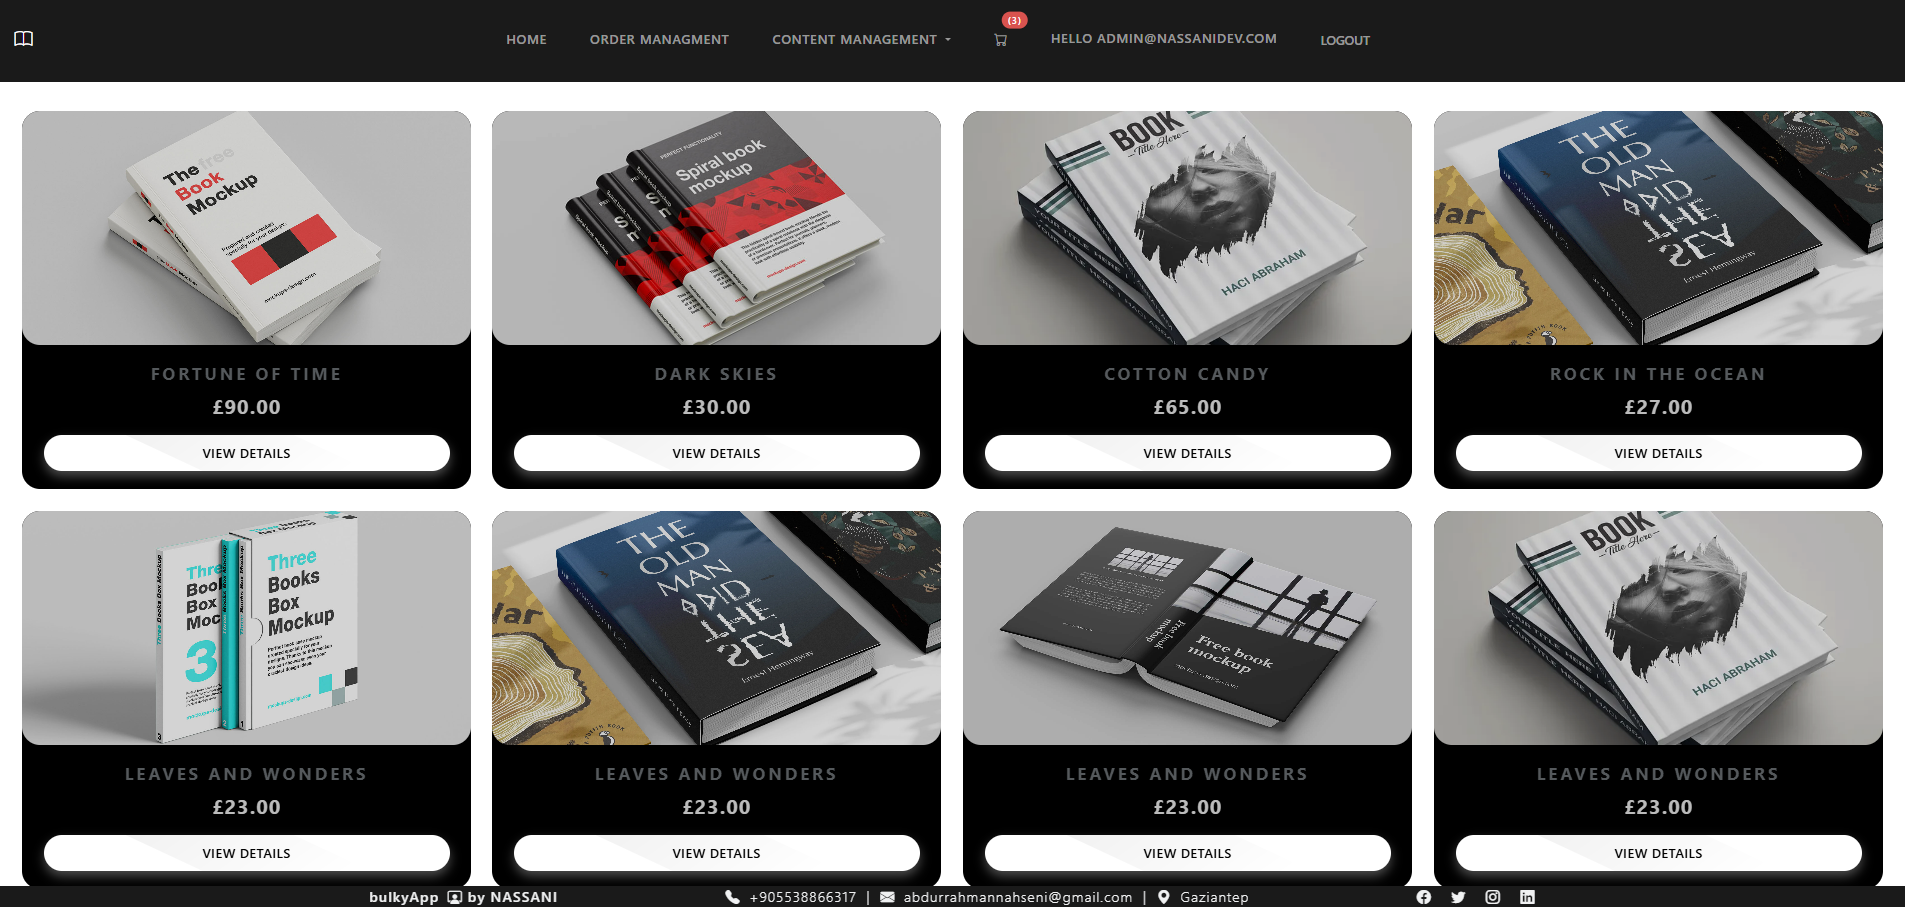 HOME
ORDER MANAGMENT
CONTENT MANAGEMENT
(3)
HELLO ADMIN@NASSANIDEV.COM
LOGOUT
The free
Book
Mockup
PERFECT FUNCTIONALITY
Spiral book
mockup
BOOK
Title Here
HACI ABRAHAM
THE
OLD
MAN
AND
THE
SEA
Ernest Hemingway
FORTUNE OF TIME
£90.00
VIEW DETAILS
DARK SKIES
£30.00
VIEW DETAILS
COTTON CANDY
£65.00
VIEW DETAILS
ROCK IN THE OCEAN
£27.00
VIEW DETAILS
Three
Books
Box
Mockup
3
THE
OLD
MAN
AND
THE
SEA
Ernest Hemingway
Free book
mockup
BOOK
Title Here
HACI ABRAHAM
LEAVES AND WONDERS
£23.00
VIEW DETAILS
LEAVES AND WONDERS
£23.00
VIEW DETAILS
LEAVES AND WONDERS
£23.00
VIEW DETAILS
LEAVES AND WONDERS
£23.00
VIEW DETAILS
bulkyApp by NASSANI
+905538866317 | abdurrahmannahseni@gmail.com | Gaziantep